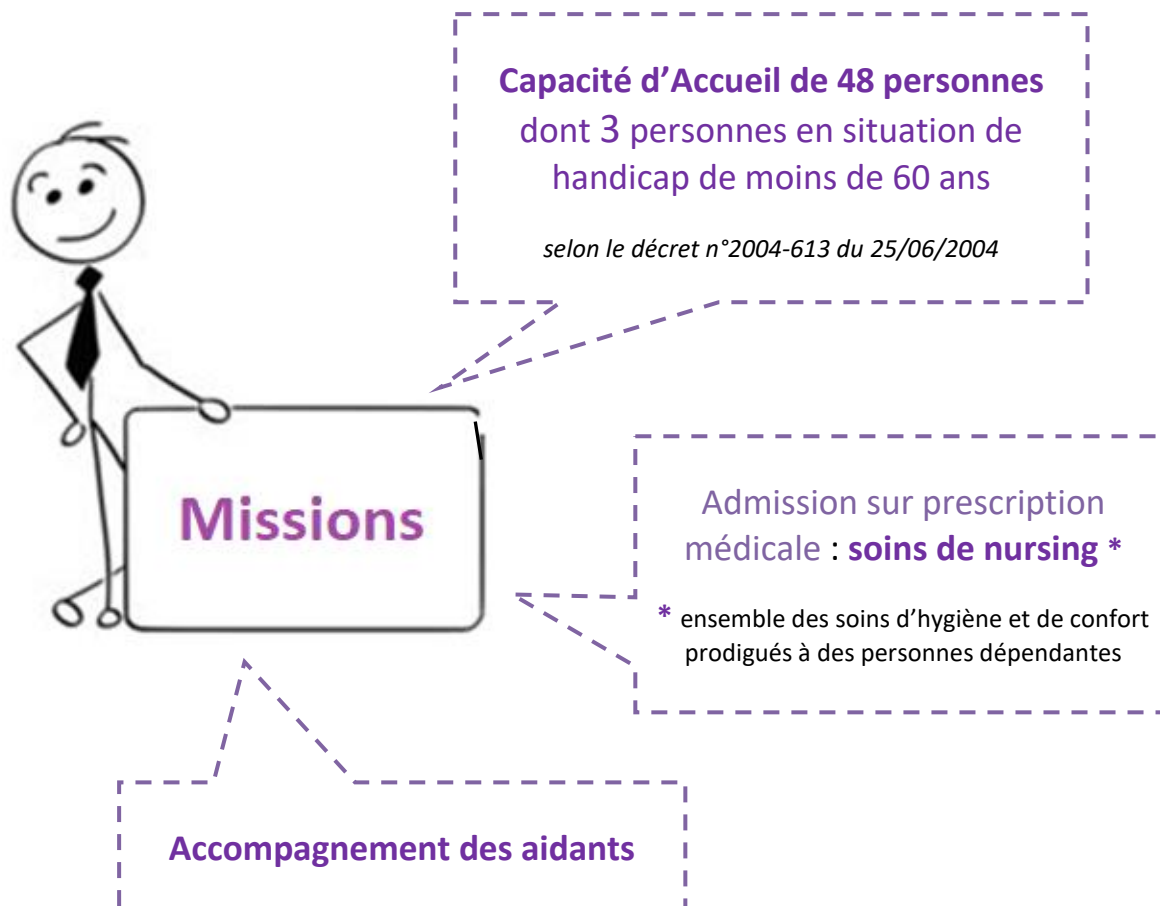 Capacité d’Accueil de 48 personnes
dont 3 personnes en situation de
handicap de moins de 60 ans
selon le décret n°2004-613 du 25/06/2004
Missions
Admission sur prescription
médicale : soins de nursing *
* ensemble des soins d’hygiène et de confort
prodigués à des personnes dépendantes
Accompagnement des aidants